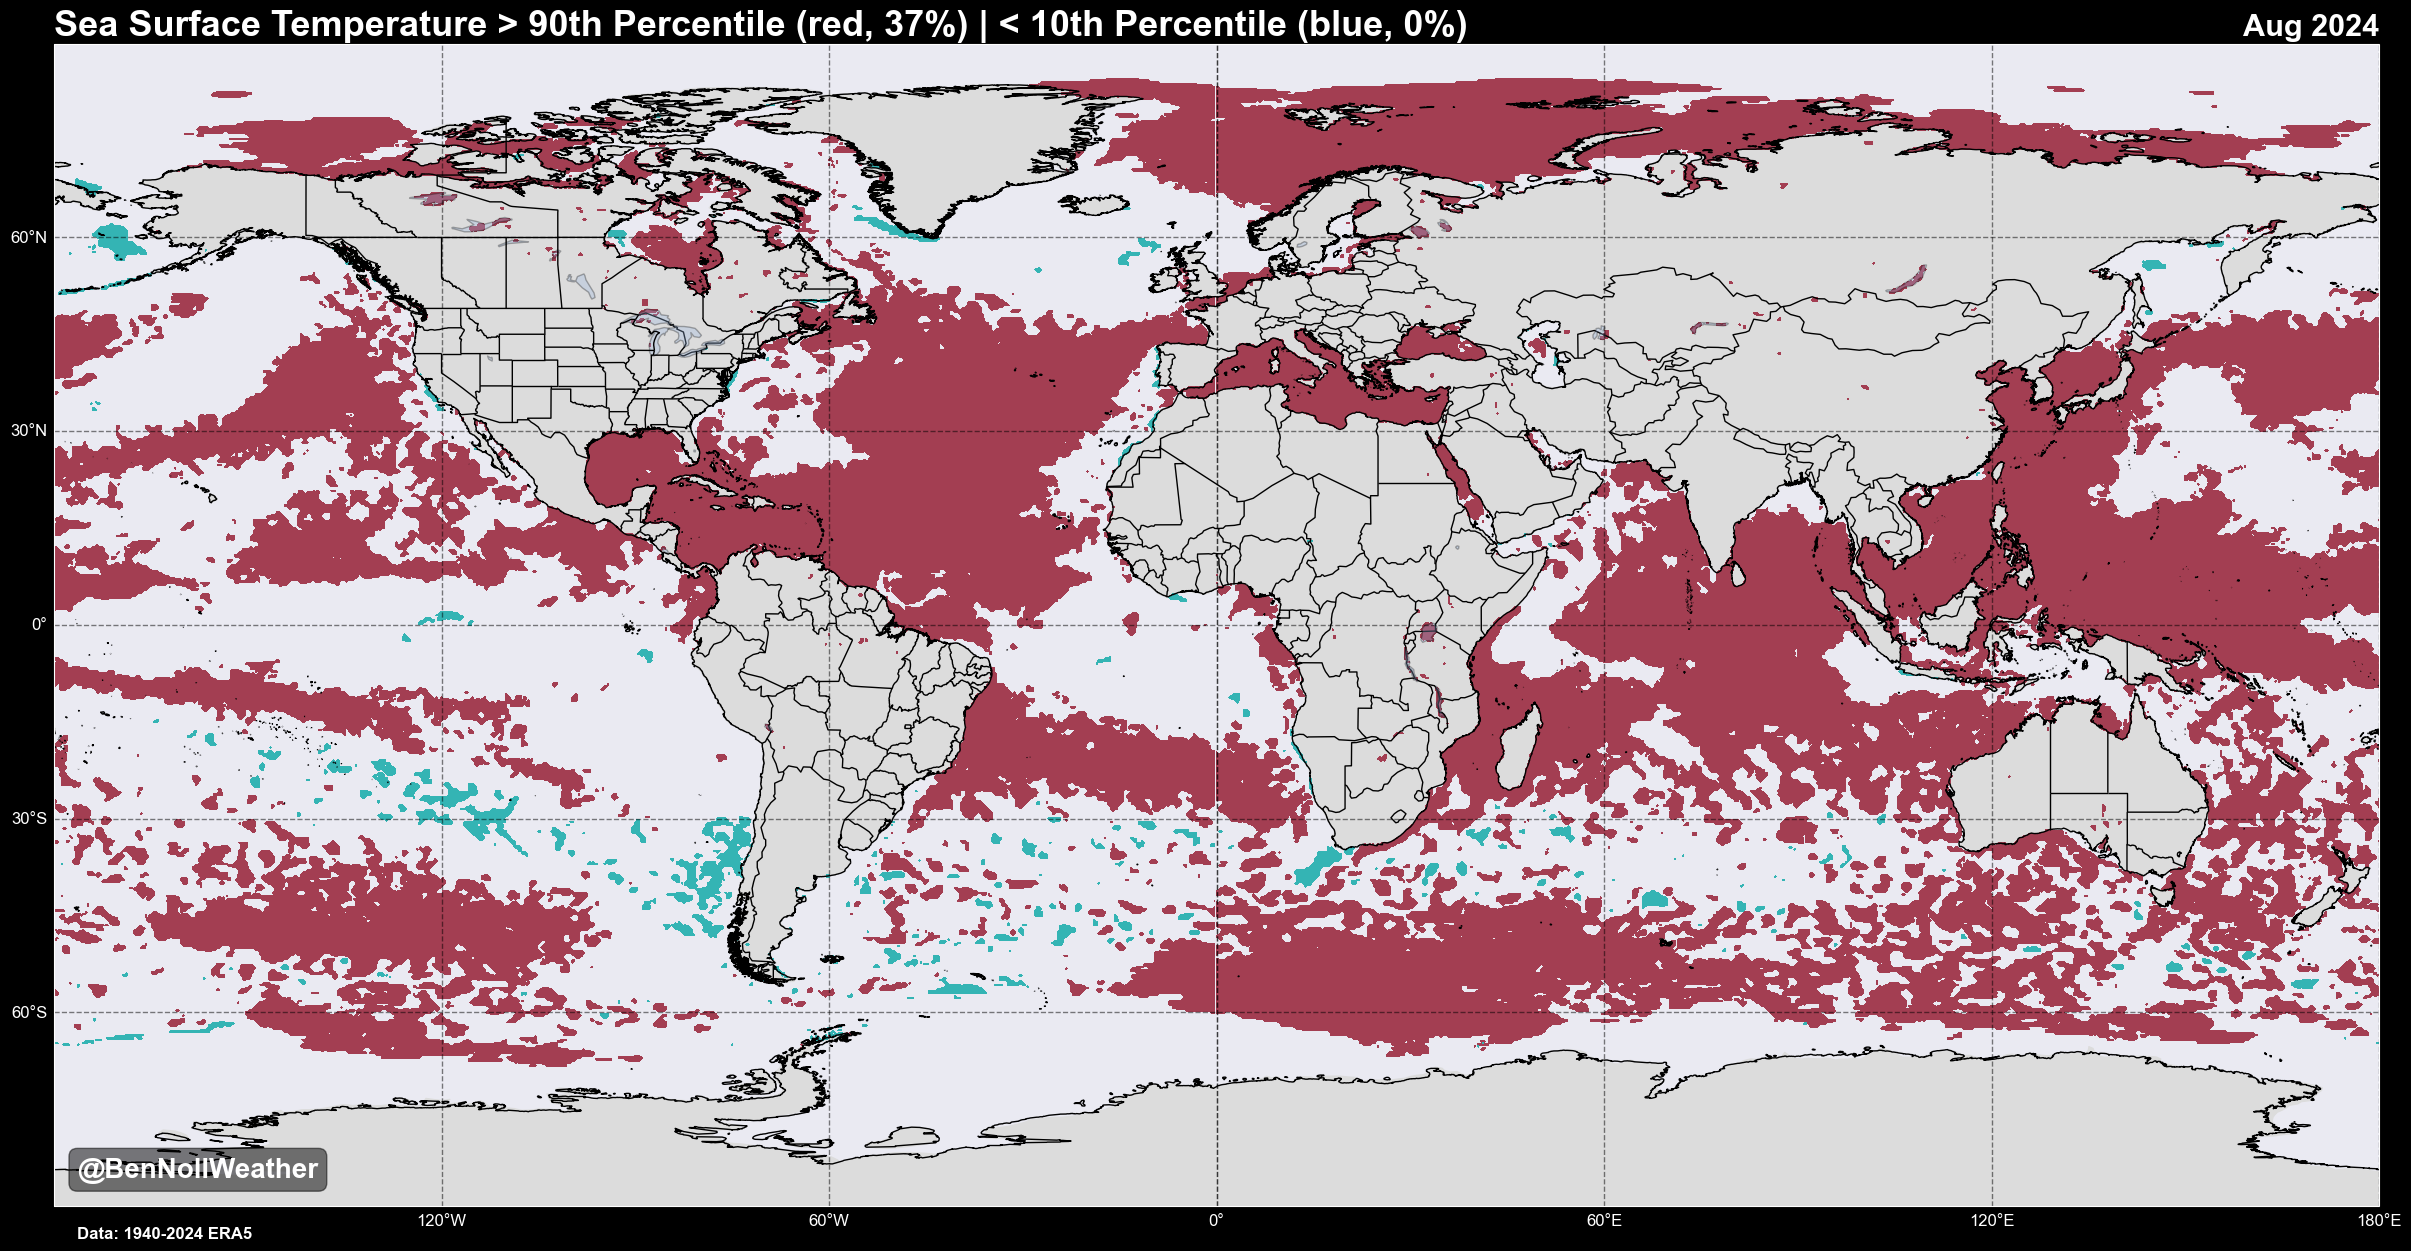 Sea Surface Temperature > 90th Percentile (red, 37%) | < 10th Percentile (blue, 0%)
Aug 2024
60°N
30°N
0°
30°S
60°S
@BenNollWeather
120°W
60°W
0°
60°E
120°E
180°E
Data: 1940-2024 ERA5